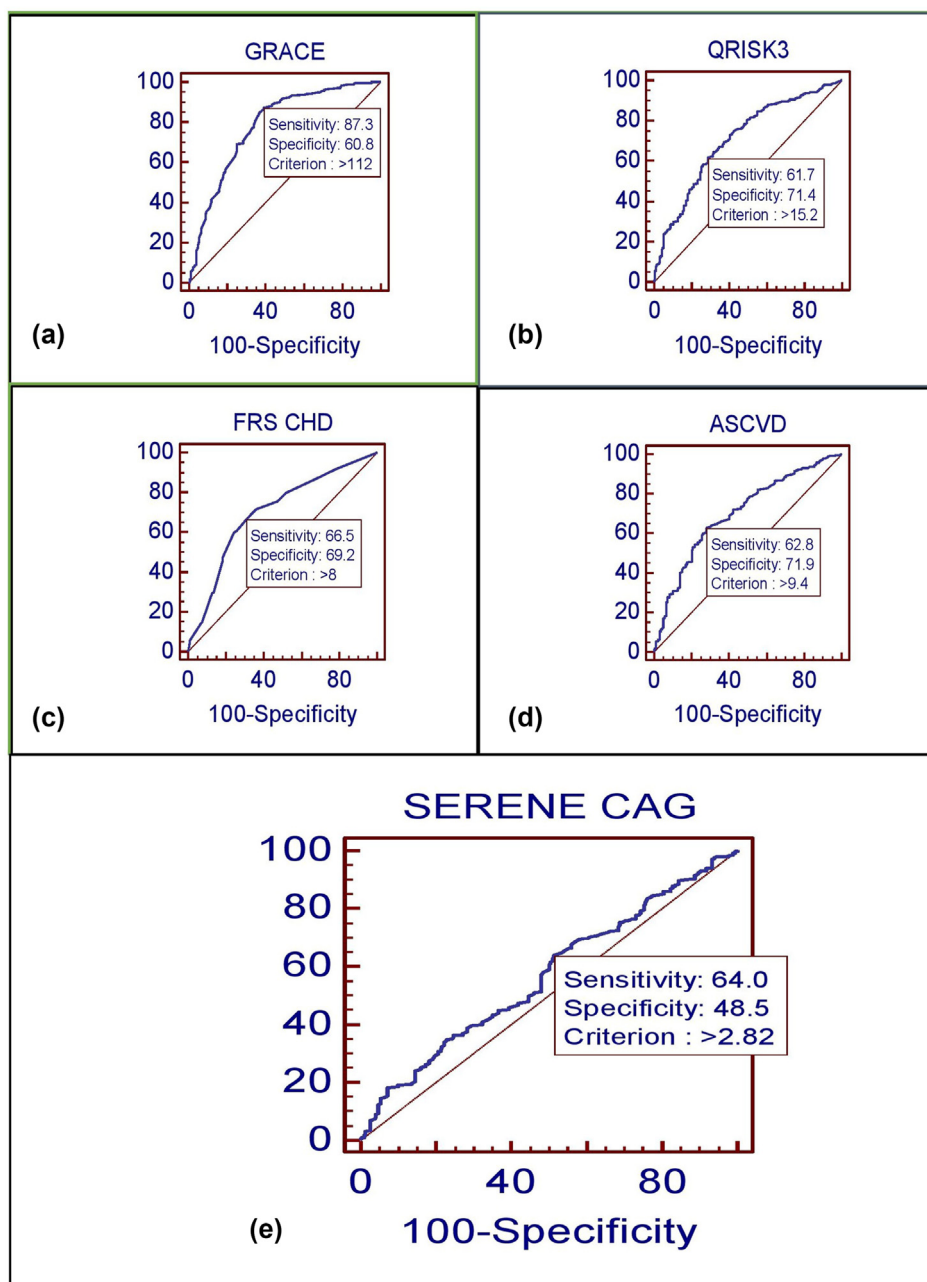 GRACE
100
80
60
40
20
0
Sensitivity: 87.3
Specificity: 60.8
Criterion : >112
0 40 80
100-Specificity
(a)
QRISK3
100
80
60
40
20
0
Sensitivity: 61.7
Specificity: 71.4
Criterion : >15.2
0 40 80
100-Specificity
(b)
FRS CHD
100
80
60
40
20
0
Sensitivity: 66.5
Specificity: 69.2
Criterion : >8
0 40 80
100-Specificity
(c)
ASCVD
100
80
60
40
20
0
Sensitivity: 62.8
Specificity: 71.9
Criterion : >9.4
0 40 80
100-Specificity
(d)
SERENE CAG
100
80
60
40
20
0
Sensitivity: 64.0
Specificity: 48.5
Criterion : >2.82
0 40 80
100-Specificity
(e)